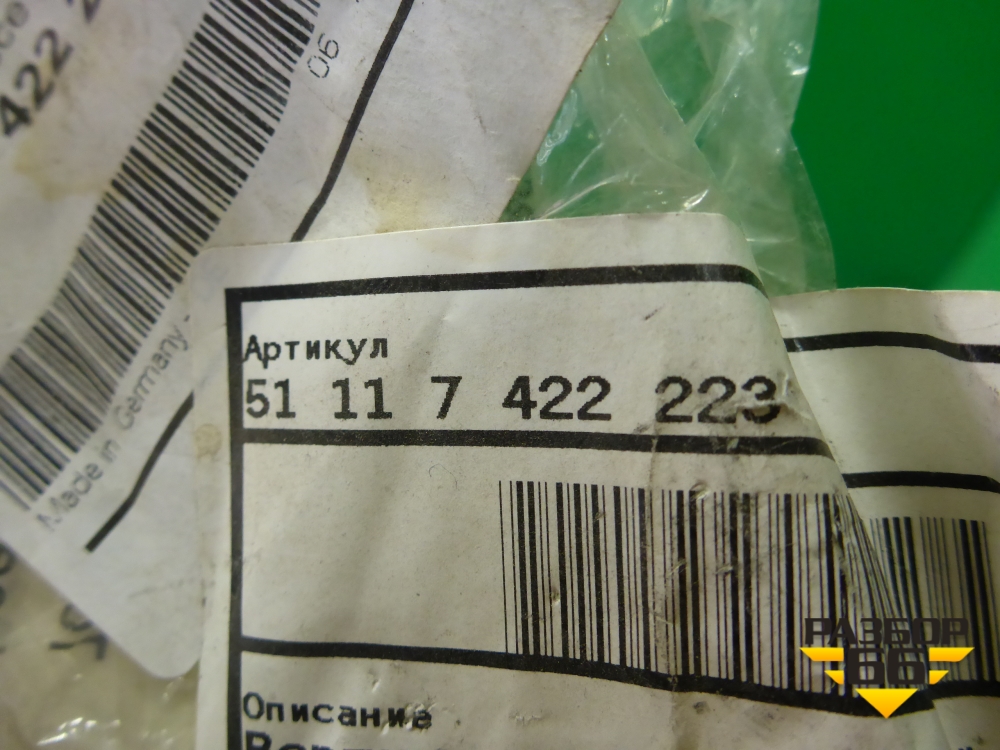 422
06
Made in Germany
Артикул
51 11 7 422 223
Описание
РАЗБОР
66